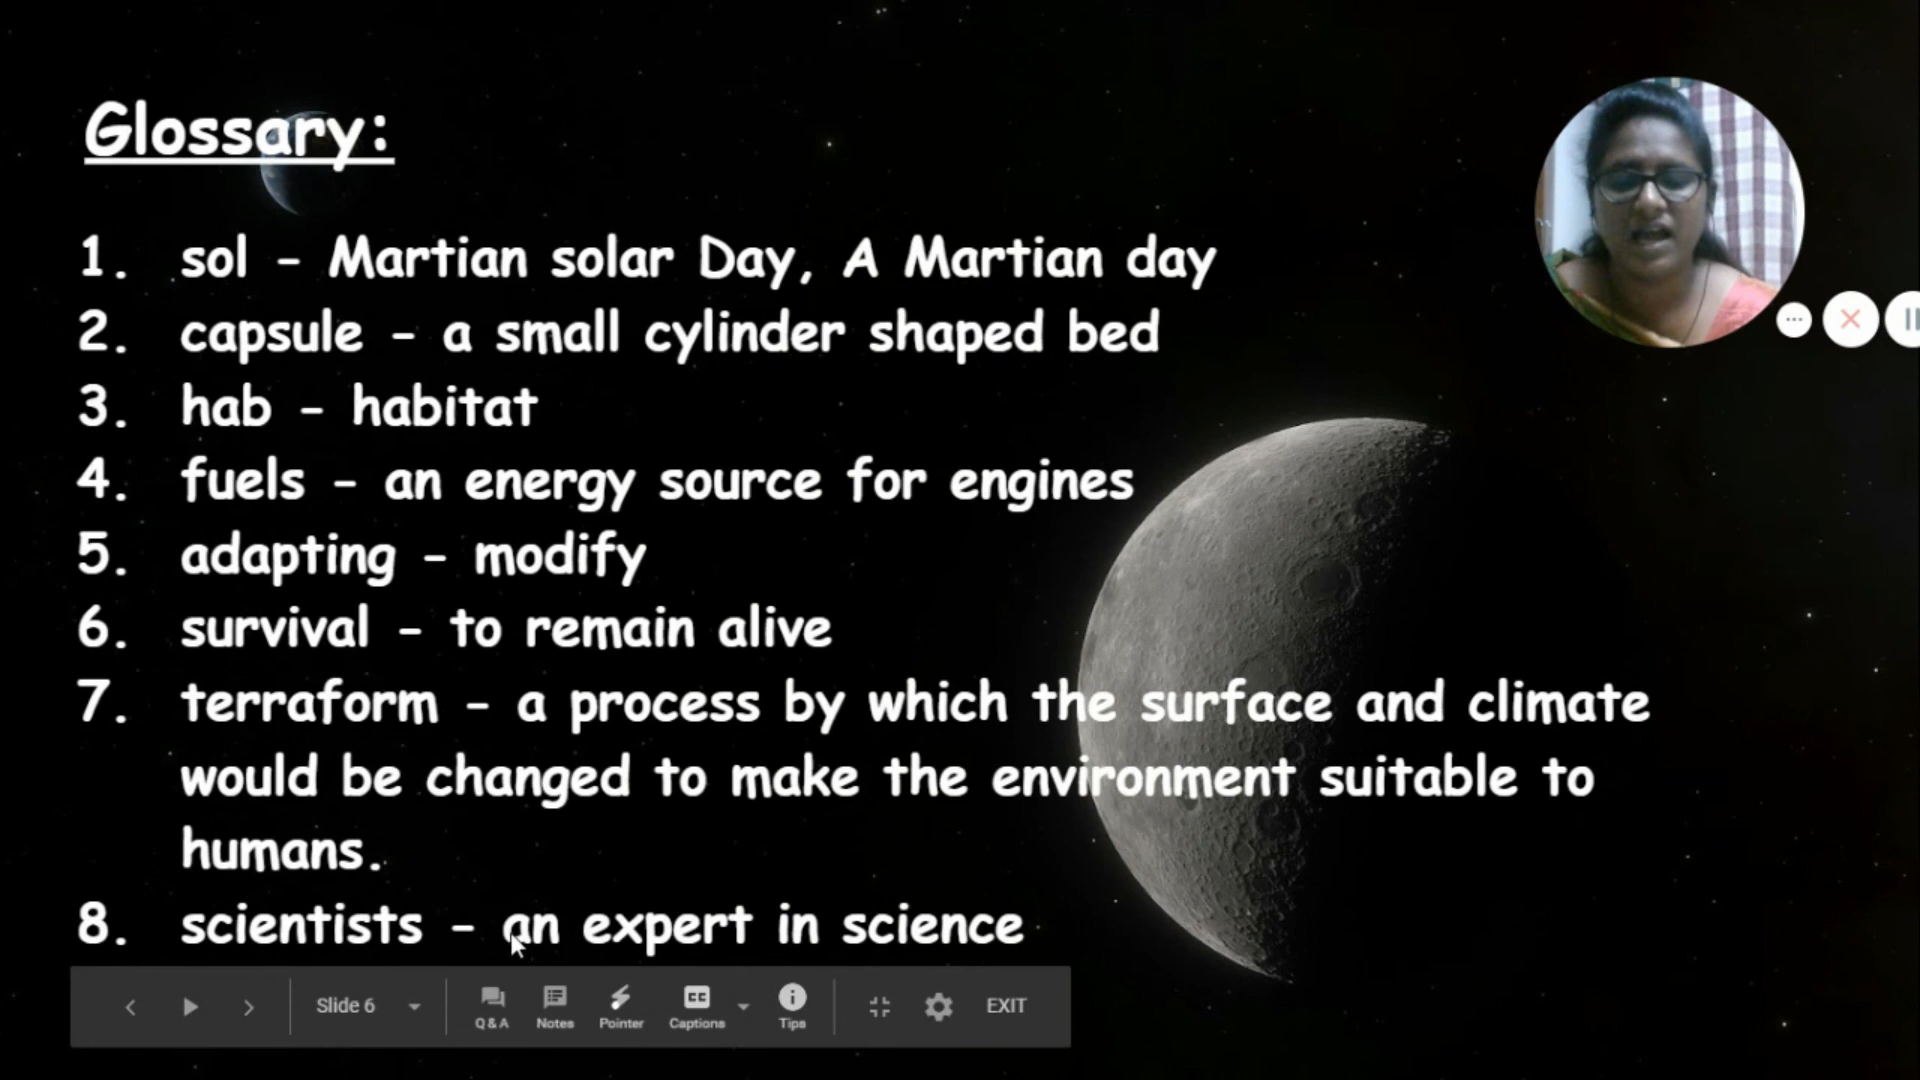 Glossary:
1. sol - Martian solar Day, A Martian day
2. capsule - a small cylinder shaped bed
3. hab - habitat
4. fuels - an energy source for engines
5. adapting - modify
6. survival - to remain alive
7. terraform - a process by which the surface and climate
would be changed to make the environment suitable to
humans.
8. scientists - an expert in science
Slide 6 Q&A Notes Pointer CC Captions Tips EXIT